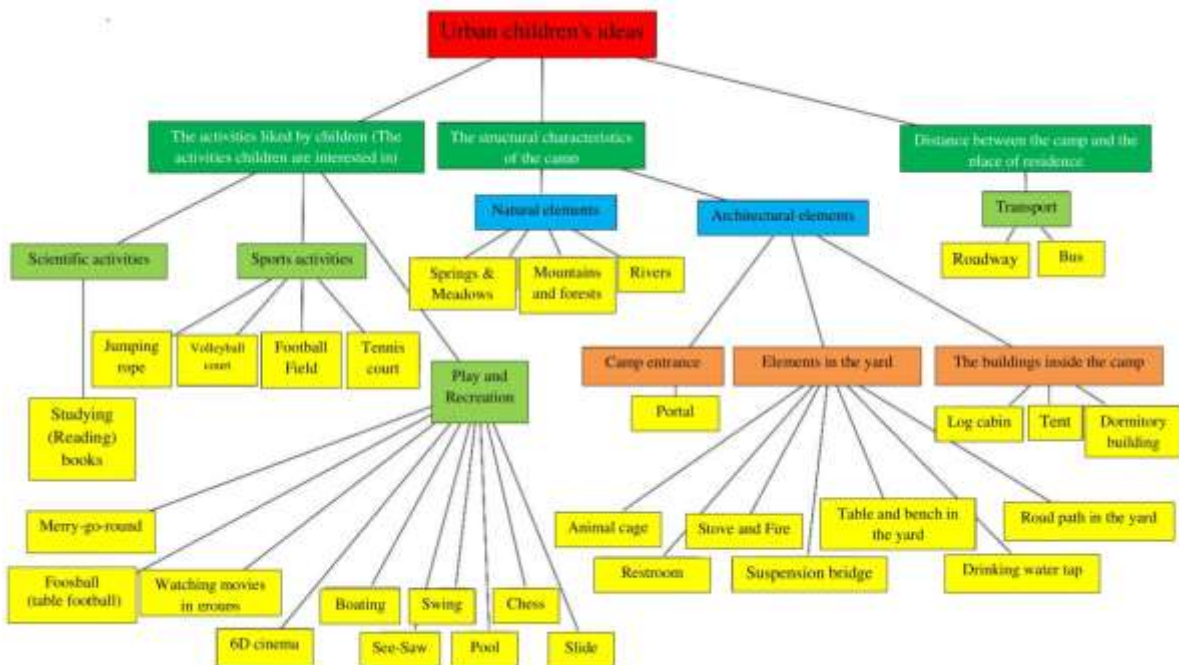 Urban children's ideas
The activities liked by children (The
activities children are interested in)
The structural characteristics
of the camp
Distance between the camp and the
place of residence
Natural elements
Architectural elements
Transport
Scientific activities
Sports activities
Springs &
Meadows
Mountains
and forests
Rivers
Roadway
Bus
Jumping
rope
Volleyball
court
Football
Field
Tennis
court
Play and
Recreation
Camp entrance
Elements in the yard
The buildings inside the camp
Studying
(Reading)
books
Portal
Log cabin
Tent
Dormitory
building
Merry-go-round
Animal cage
Stove and Fire
Table and bench in
the yard
Road path in the yard
Foosball
(table football)
Watching movies
in groups
Restroom
Suspension bridge
Drinking water tap
Boating
Swing
Chess
6D cinema
See-Saw
Pool
Slide